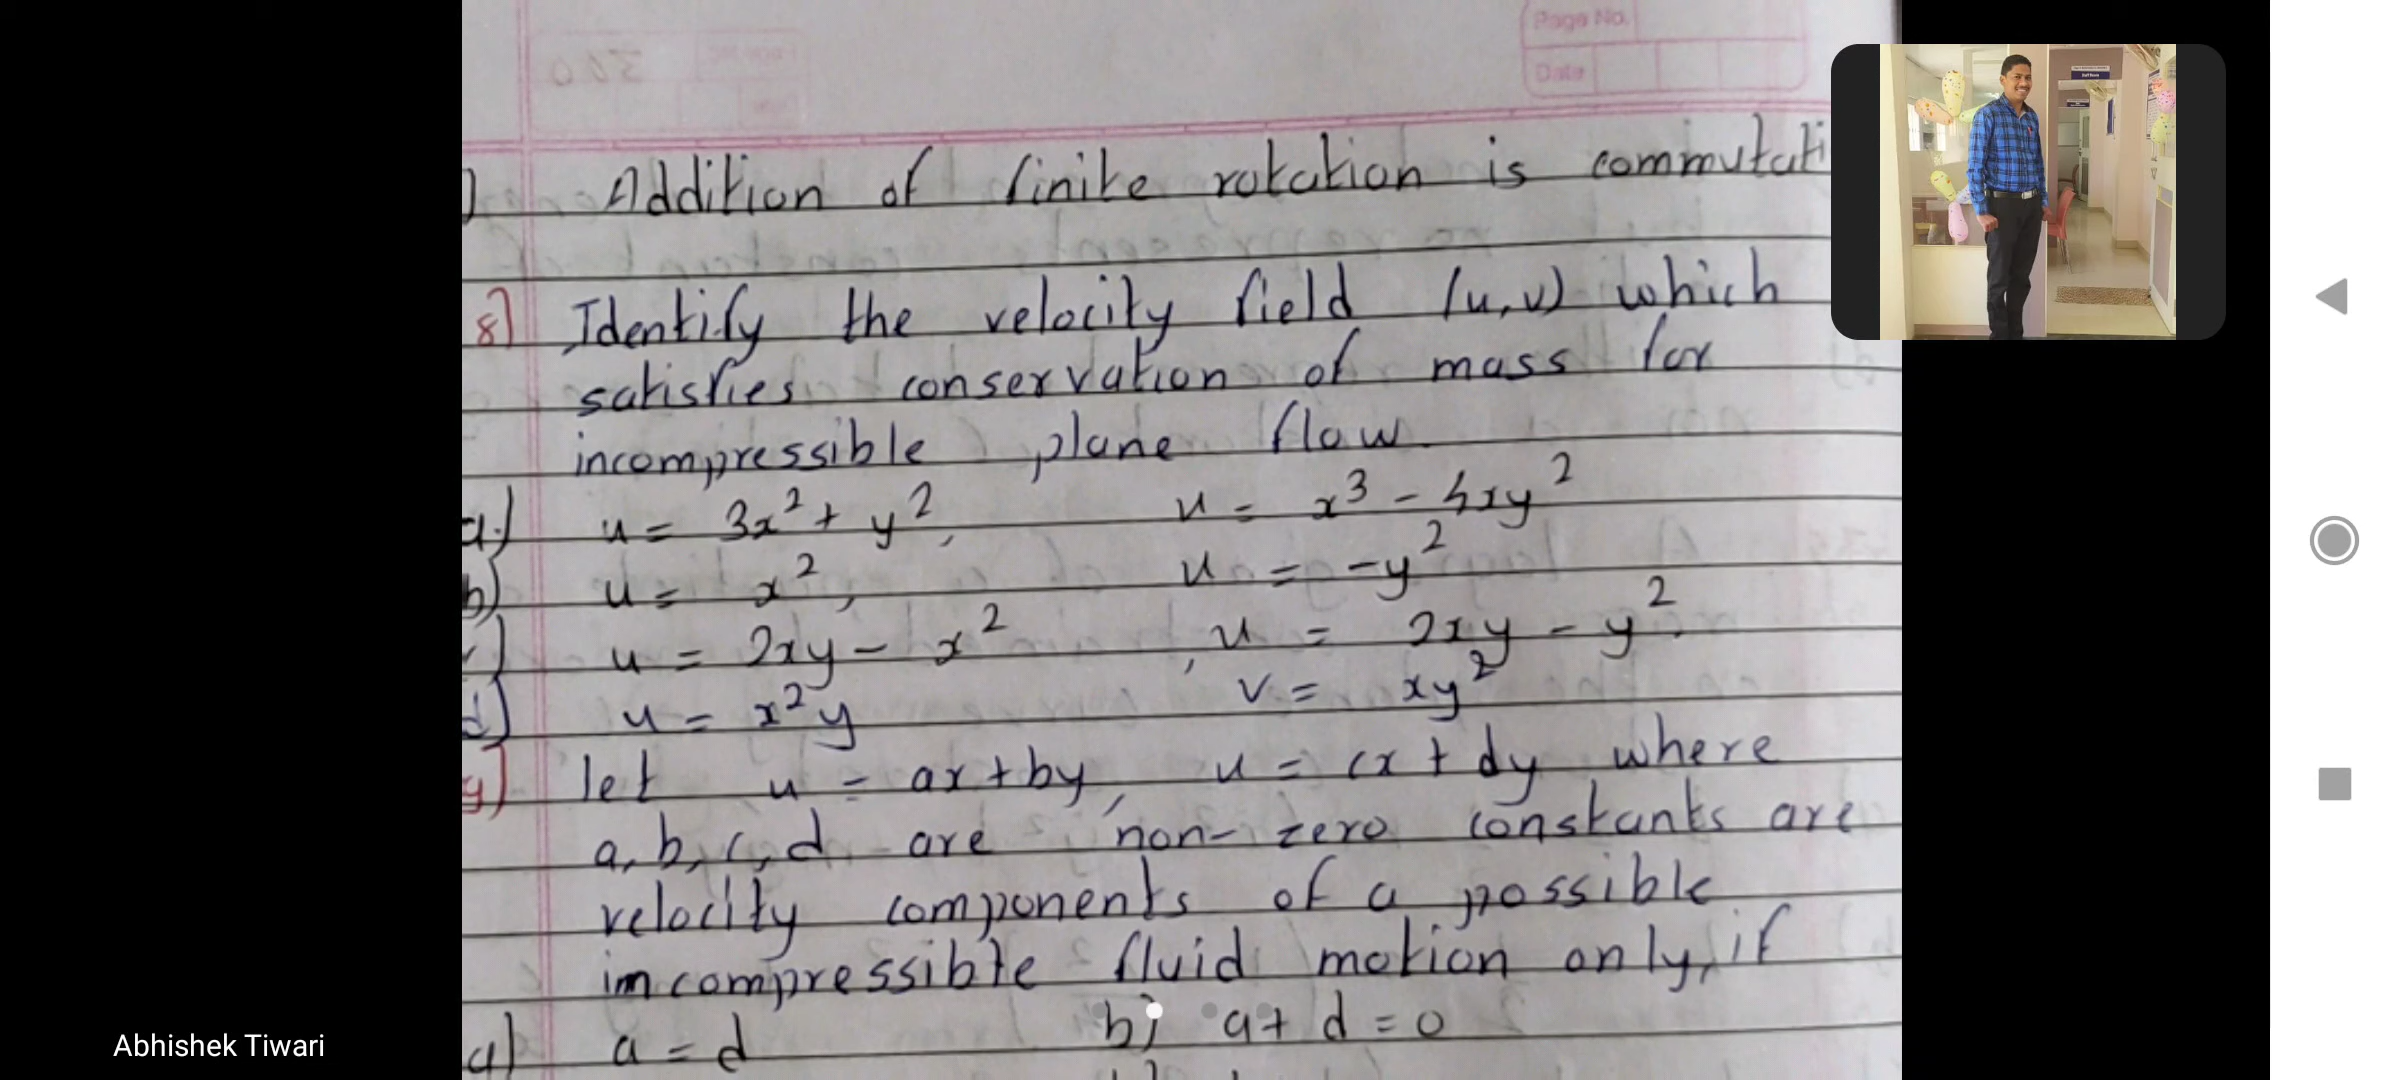 Page No.
Date
) Addition of finite rotation is commutati
8) Identify the velocity field (u,v) which
satisfies conservation of mass for
incompressible plane flow
a) u = 3x² + y², u = x³ - 4xy²
b) u = x², u = -y²
c) u = 2xy - x², u = 2xy - y².
d) u = x²y v = xy²
9) let u = ax + by, u = cx + dy where
a, b, c, d are non-zero constants are
velocity components of a possible
imcompressible fluid motion only, if
a) a = d b) a + d = 0
Abhishek Tiwari